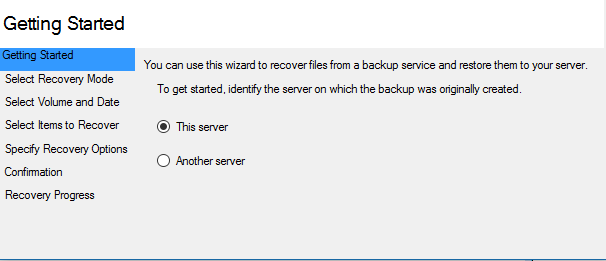 Getting Started
Getting Started
Select Recovery Mode
Select Volume and Date
Select Items to Recover
Specify Recovery Options
Confirmation
Recovery Progress
You can use this wizard to recover files from a backup service and restore them to your server.
To get started, identify the server on which the backup was originally created.
This server
Another server